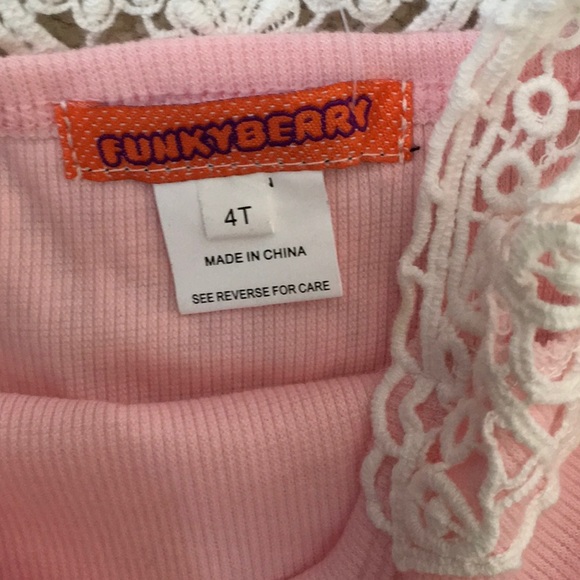 FUNKYBERRY
4T
MADE IN CHINA
SEE REVERSE FOR CARE